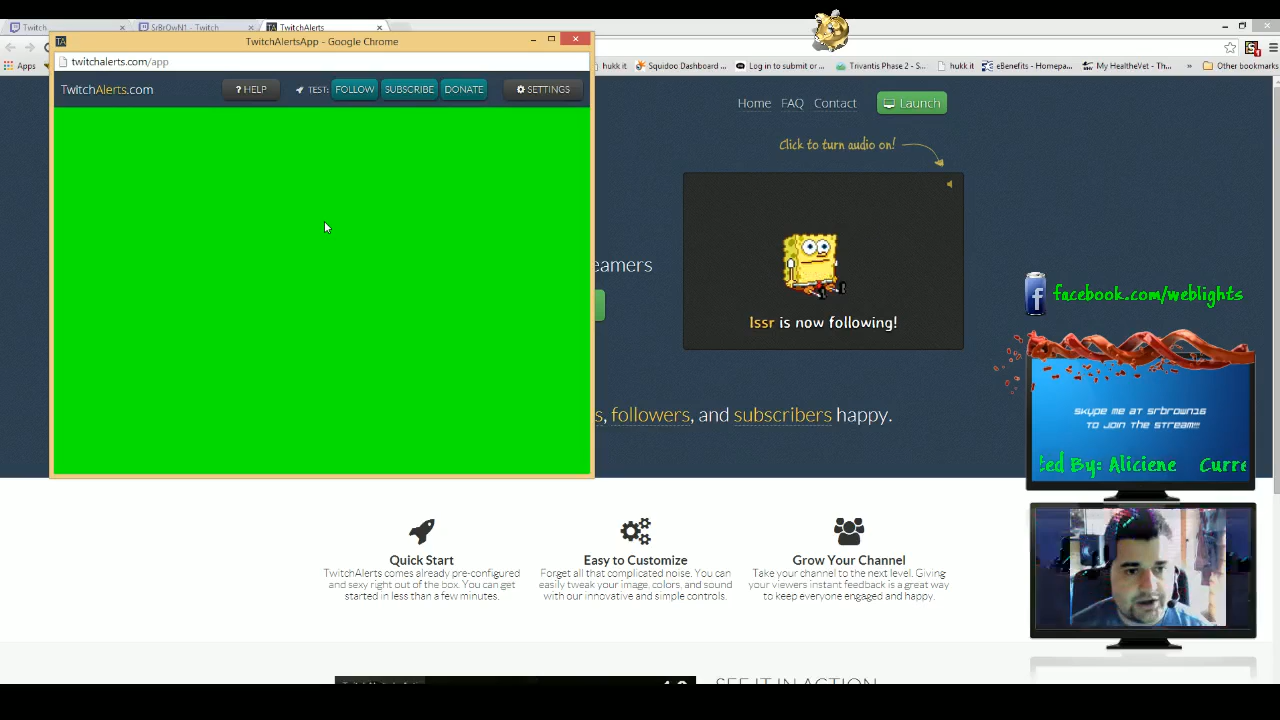 Twitch
SrBr0wN1 - Twitch
TwitchAlerts
TwitchAlertsApp - Google Chrome
twitchalerts.com/app
Apps
hukk it
Squidoo Dashboard ...
Log in to submit or ...
Trivantis Phase 2 - S...
hukk it
eBenefits - Homepa...
My HealtheVet - Th...
Other bookmarks
TwitchAlerts.com
? HELP
TEST:
FOLLOW
SUBSCRIBE
DONATE
SETTINGS
Home
FAQ
Contact
Launch
Click to turn audio on!
eamers
Issr is now following!
s, followers, and subscribers happy.
facebook.com/weblights
Skype me at srbrown16
to join the stream!!!
ted By: Aliciene Curre
Quick Start
TwitchAlerts comes already pre-configured
and sexy right out of the box. You can get
started in less than a few minutes.
Easy to Customize
Forget all that complicated noise. You can
easily tweak your image, colors, and sound
with our innovative and simple controls.
Grow Your Channel
Take your channel to the next level. Giving
your viewers instant feedback is a great way
to keep everyone engaged and happy.
SEE IT IN ACTION